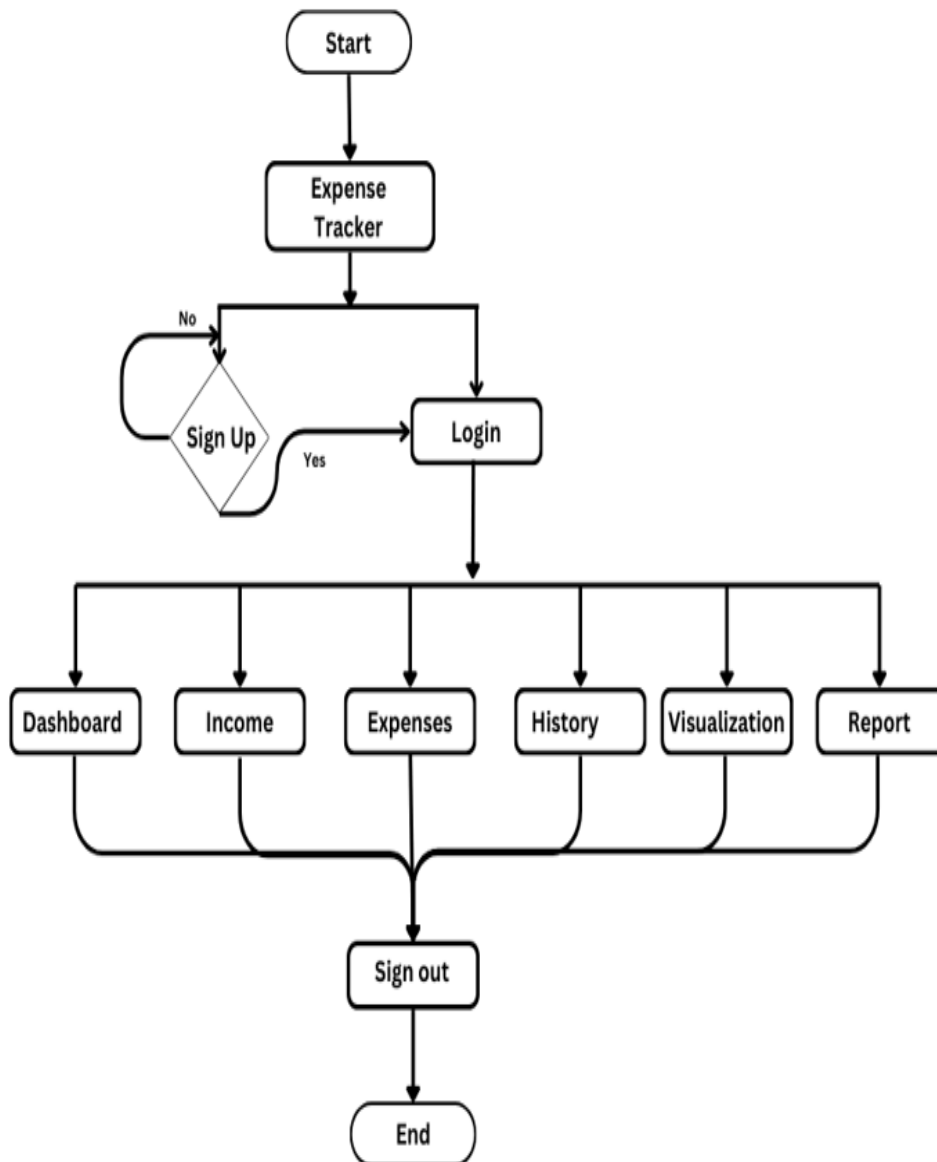 Start
Expense
Tracker
No
Sign Up
Yes
Login
Dashboard
Income
Expenses
History
Visualization
Report
Sign out
End